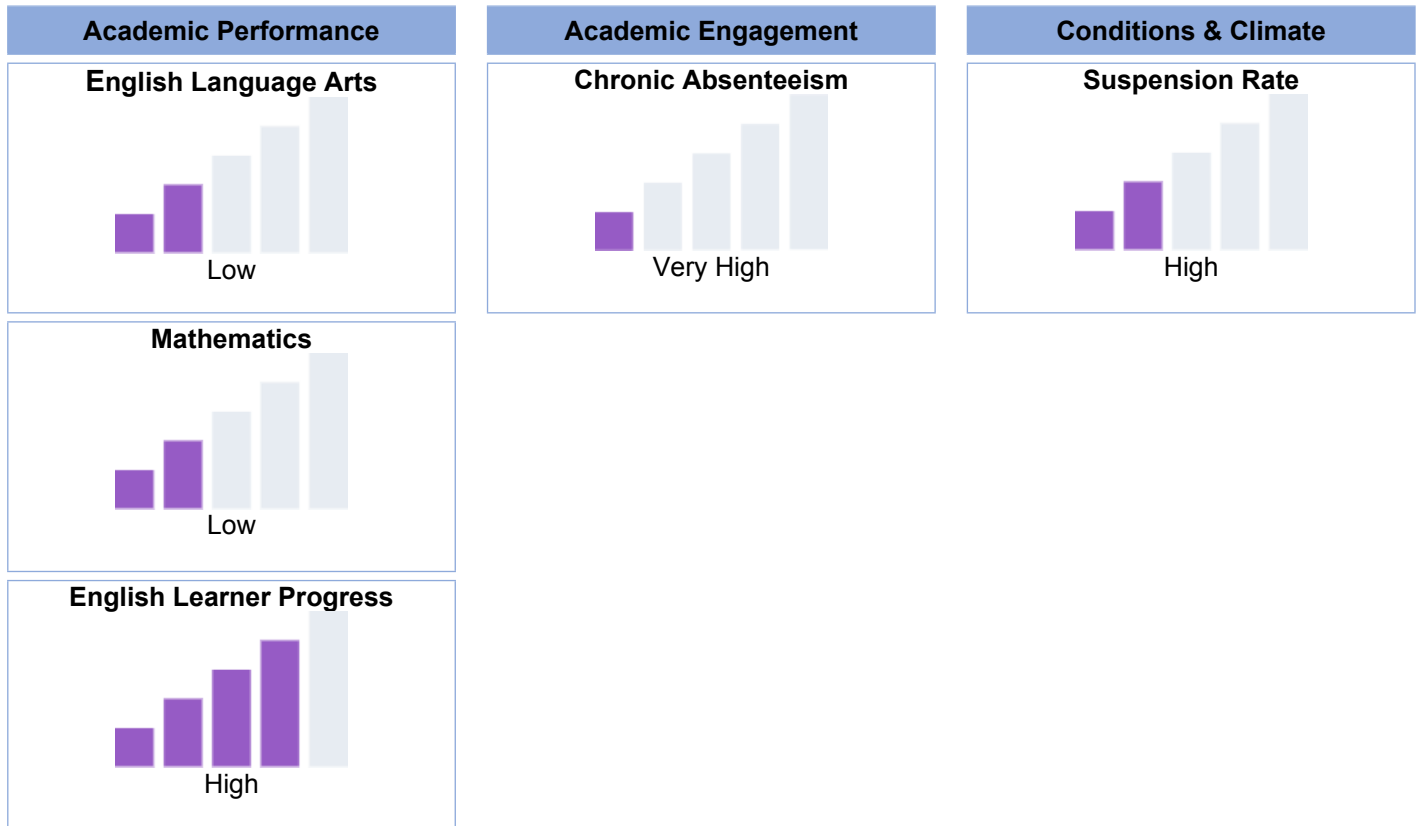 Academic Performance
English Language Arts
Low
Mathematics
Low
English Learner Progress
High
Academic Engagement
Chronic Absenteeism
Very High
Conditions & Climate
Suspension Rate
High